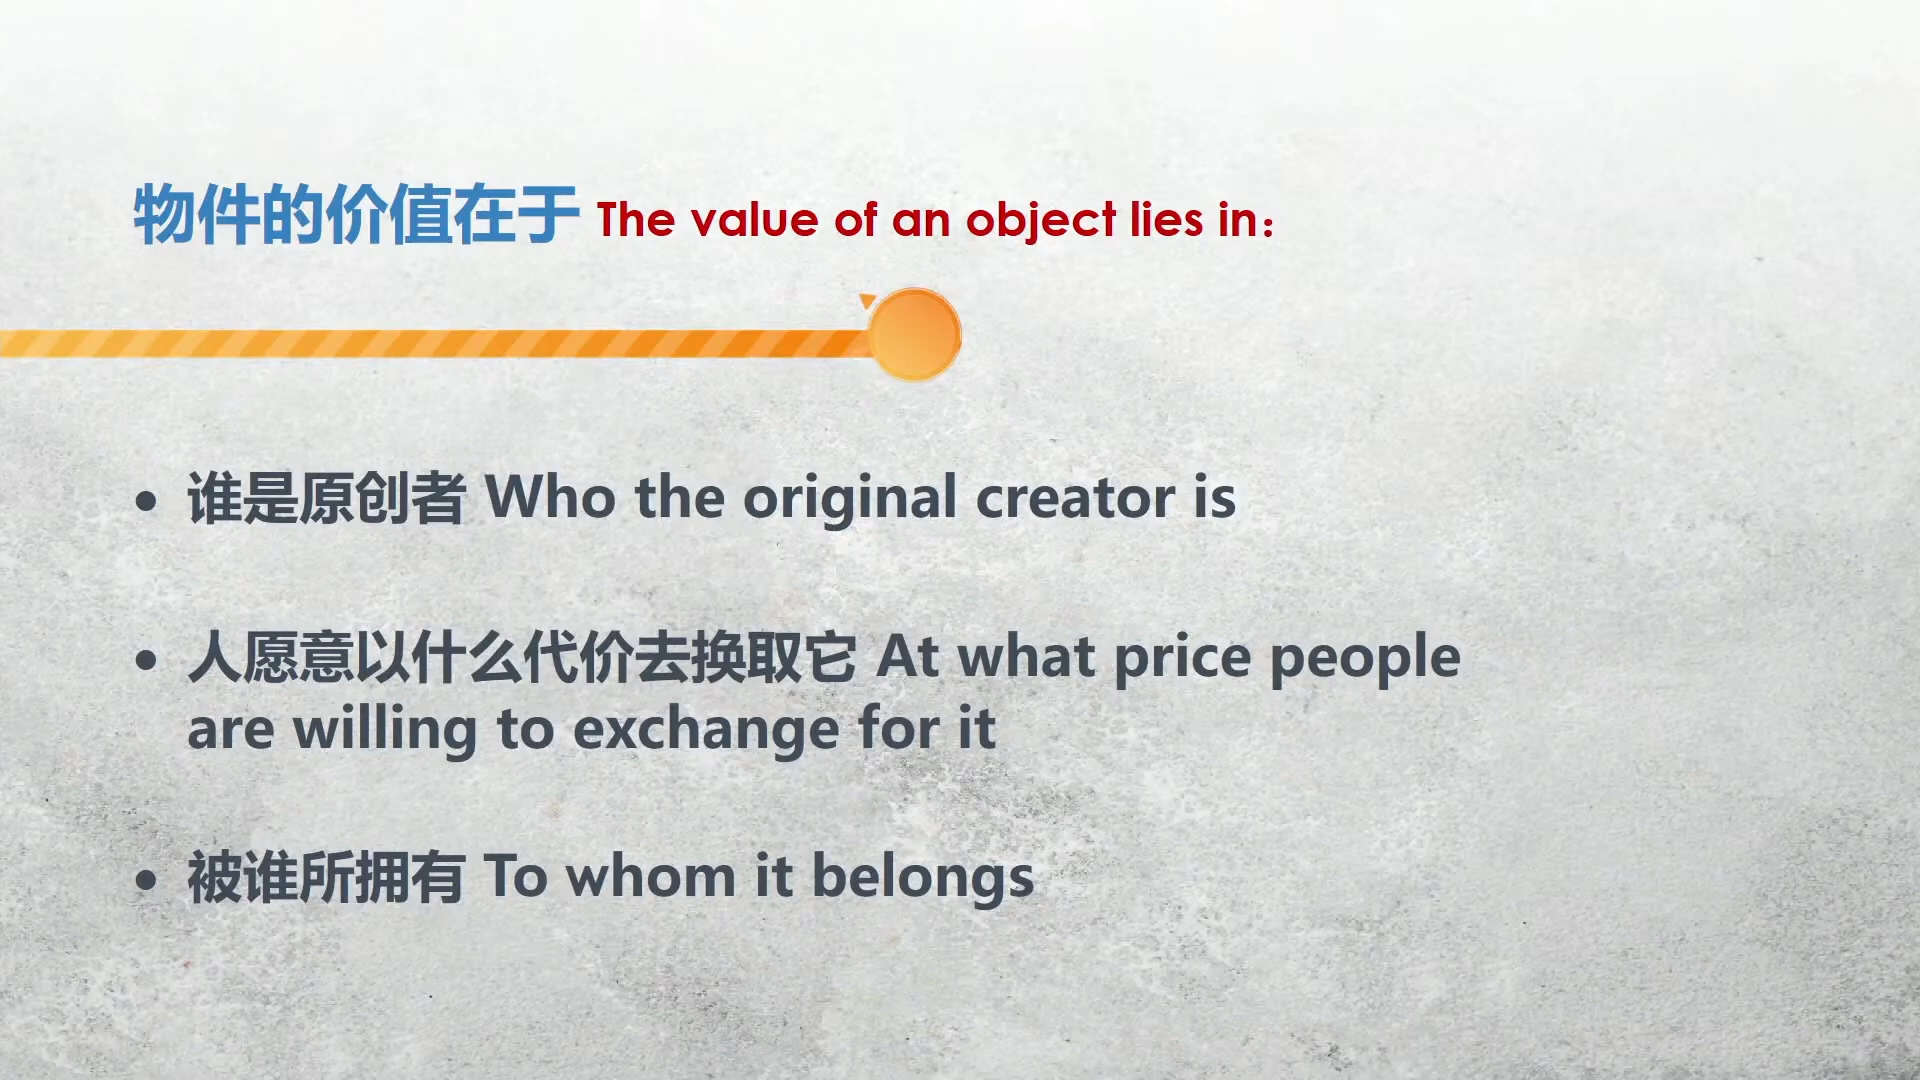 物件的价值在于 The value of an object lies in：
• 谁是原创者 Who the original creator is
• 人愿意以什么代价去换取它 At what price people
are willing to exchange for it
• 被谁所拥有 To whom it belongs